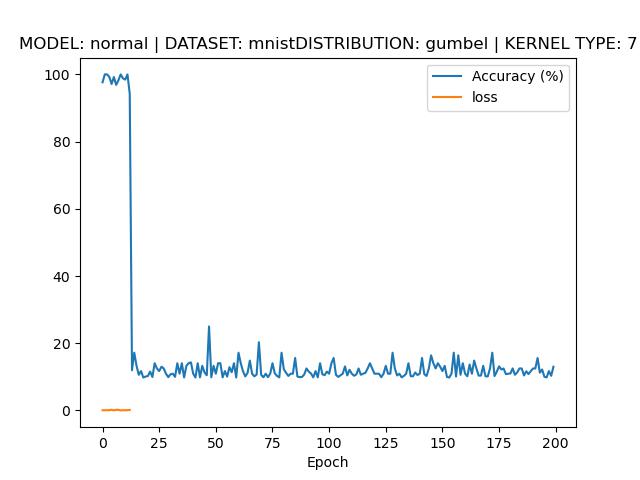 MODEL: normal | DATASET: mnistDISTRIBUTION: gumbel | KERNEL TYPE: 7
Accuracy (%)
loss
100
80
60
40
20
0
0 25 50 75 100 125 150 175 200
Epoch